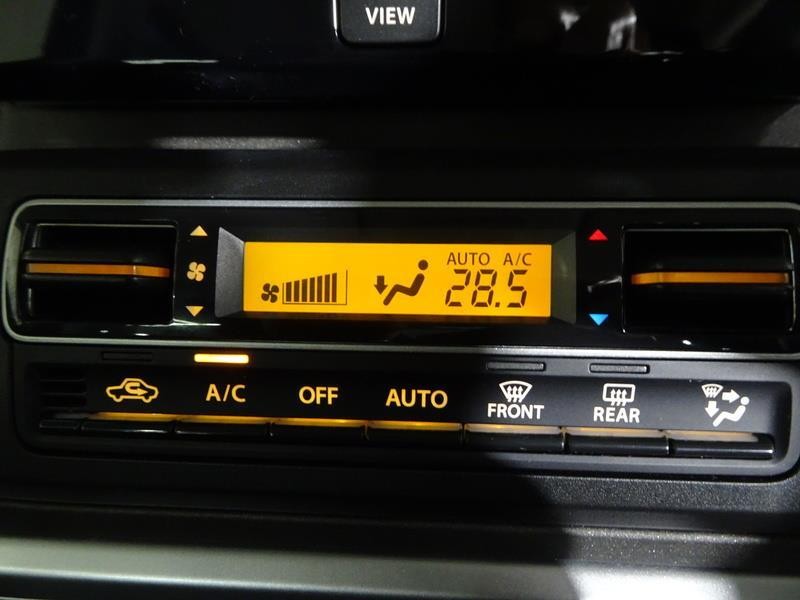 VIEW
AUTO A/C
28.5
A/C OFF AUTO FRONT REAR